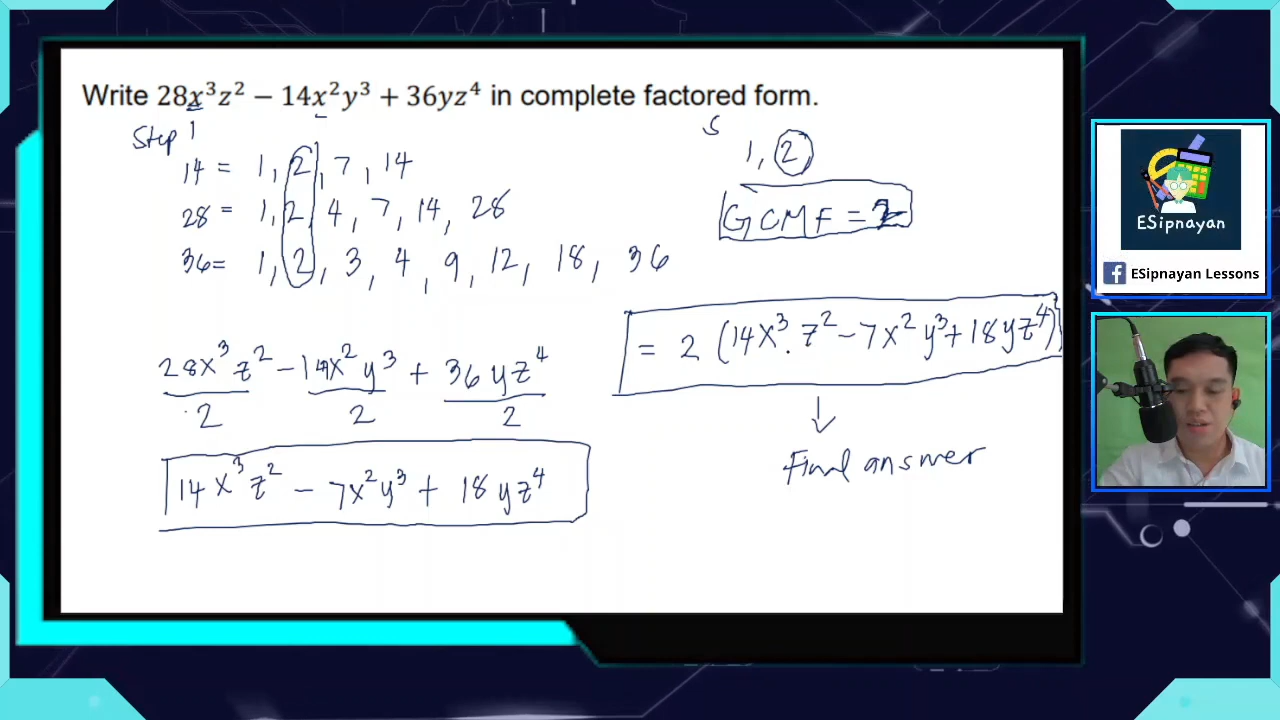 Write 28x³z² − 14x²y³ + 36yz⁴ in complete factored form.
Step 1
14 = 1, 2, 7, 14
28 = 1, 2, 4, 7, 14, 28
36 = 1, 2, 3, 4, 9, 12, 18, 36
28x³z² − 14x²y³ + 36yz⁴
2 2 2
14x³z² − 7x²y³ + 18yz⁴
S
1, 2
GCMF = 2
= 2 (14x³z² − 7x²y³ + 18yz⁴)
Final answer
ESipnayan
ESipnayan Lessons